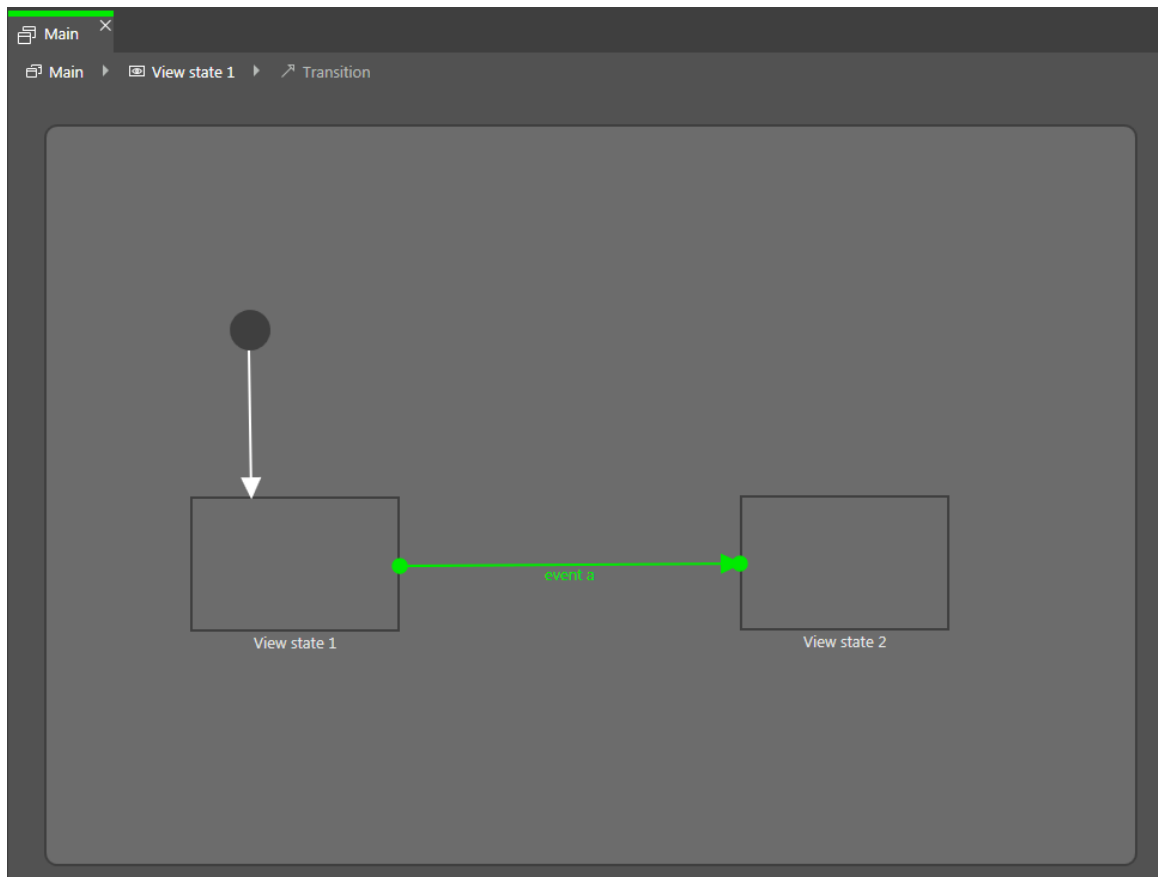 Main
Main View state 1 Transition
event a
View state 1
View state 2